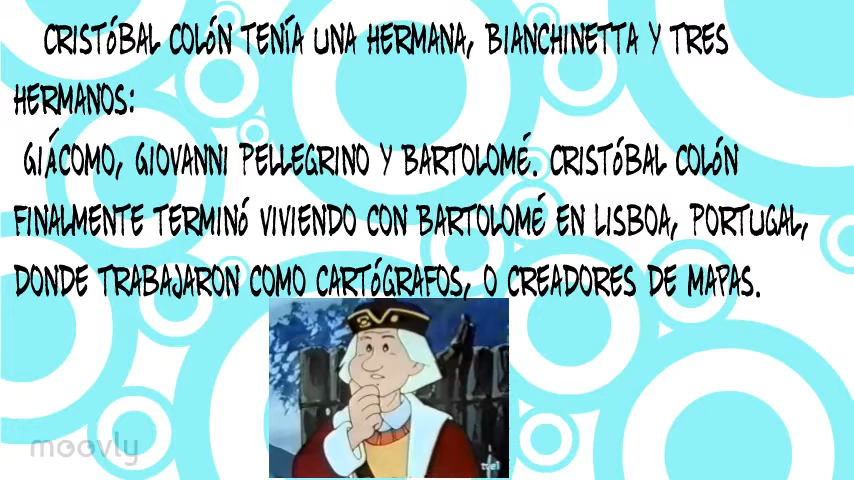 CRISTÓBAL COLÓN TENÍA UNA HERMANA, BIANCHINETTA Y TRES
HERMANOS:
GIÁCOMO, GIOVANNI PELLEGRINO Y BARTOLOMÉ. CRISTÓBAL COLÓN
FINALMENTE TERMINÓ VIVIENDO CON BARTOLOMÉ EN LISBOA, PORTUGAL,
DONDE TRABAJARON COMO CARTÓGRAFOS, O CREADORES DE MAPAS.
moovly
tve1